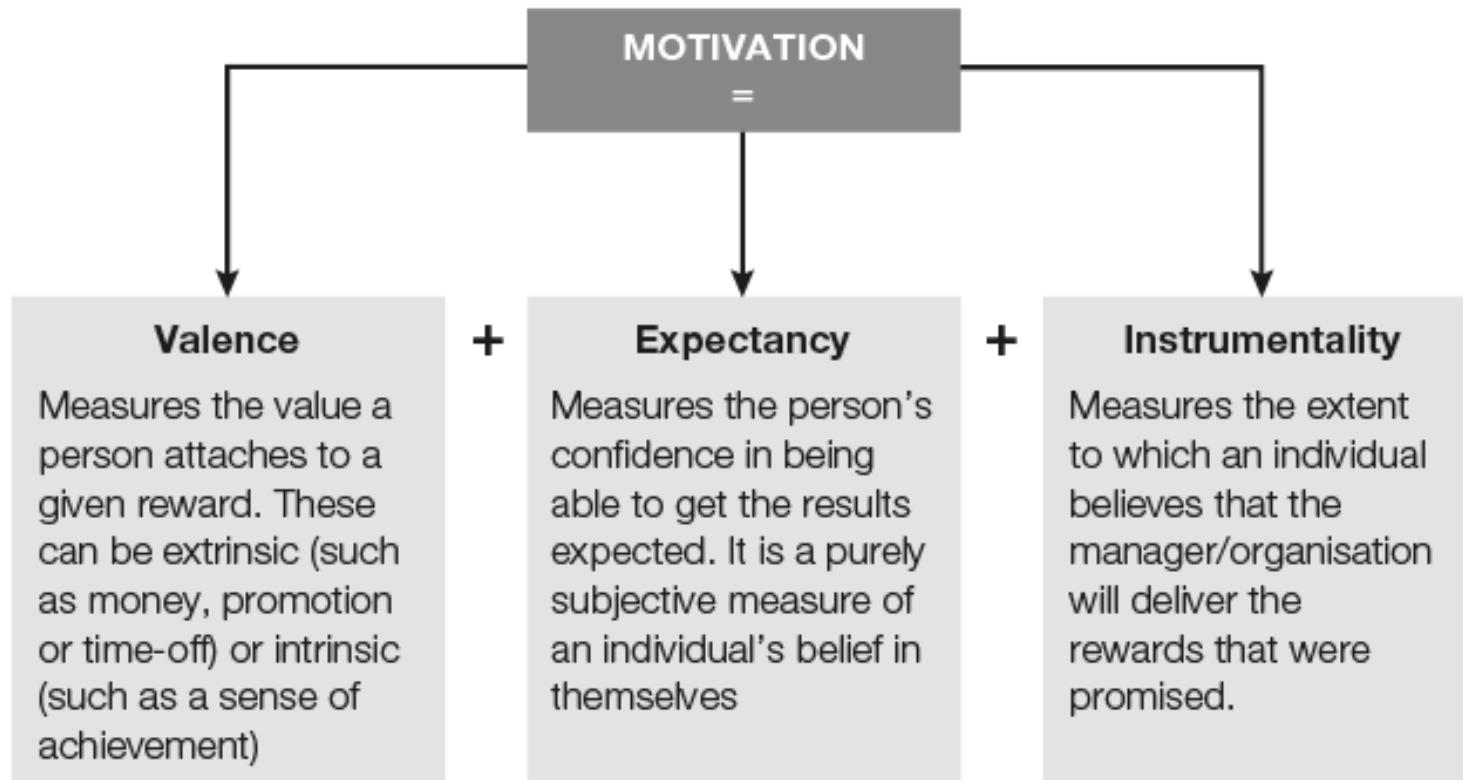 MOTIVATION
=
Valence
Measures the value a
person attaches to a
given reward. These
can be extrinsic (such
as money, promotion
or time-off) or intrinsic
(such as a sense of
achievement)
+
Expectancy
Measures the person’s
confidence in being
able to get the results
expected. It is a purely
subjective measure of
an individual’s belief in
themselves
+
Instrumentality
Measures the extent
to which an individual
believes that the
manager/organisation
will deliver the
rewards that were
promised.